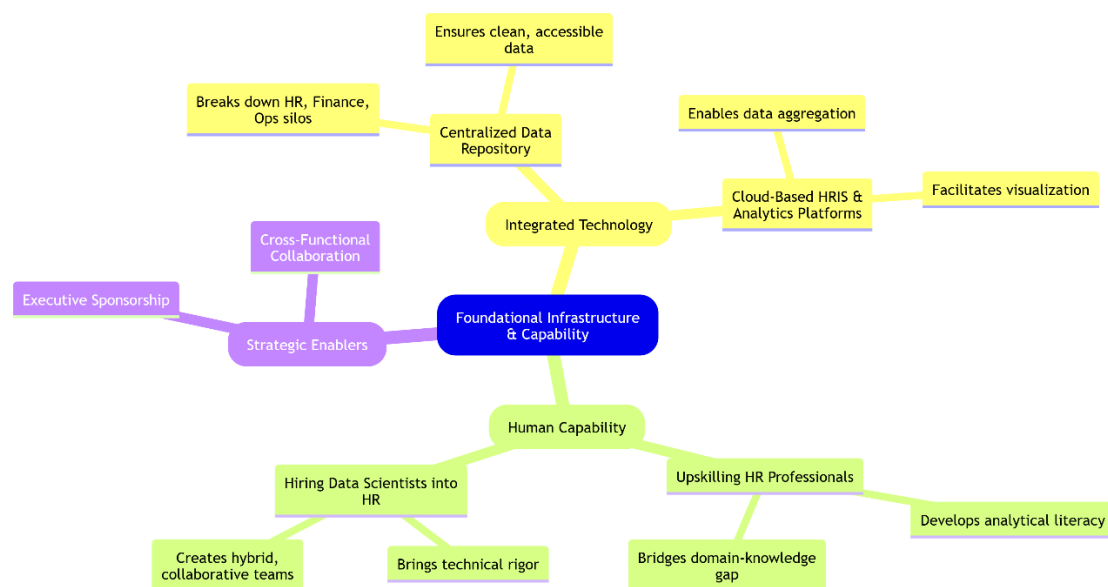 Ensures clean, accessible
data
Breaks down HR, Finance,
Ops silos
Centralized Data
Repository
Enables data aggregation
Cloud-Based HRIS &
Analytics Platforms
Facilitates visualization
Integrated Technology
Cross-Functional
Collaboration
Executive Sponsorship
Strategic Enablers
Foundational Infrastructure
& Capability
Human Capability
Hiring Data Scientists into
HR
Upskilling HR Professionals
Creates hybrid,
collaborative teams
Brings technical rigor
Bridges domain-knowledge
gap
Develops analytical literacy